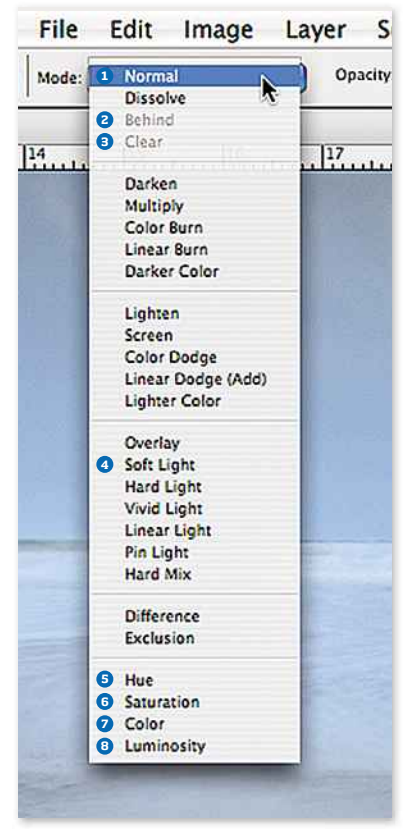 File Edit Image Layer S
Mode: 1 Normal Opacity
Dissolve
2 Behind
3 Clear
14 17
Darken
Multiply
Color Burn
Linear Burn
Darker Color
Lighten
Screen
Color Dodge
Linear Dodge (Add)
Lighter Color
Overlay
4 Soft Light
Hard Light
Vivid Light
Linear Light
Pin Light
Hard Mix
Difference
Exclusion
5 Hue
6 Saturation
7 Color
8 Luminosity